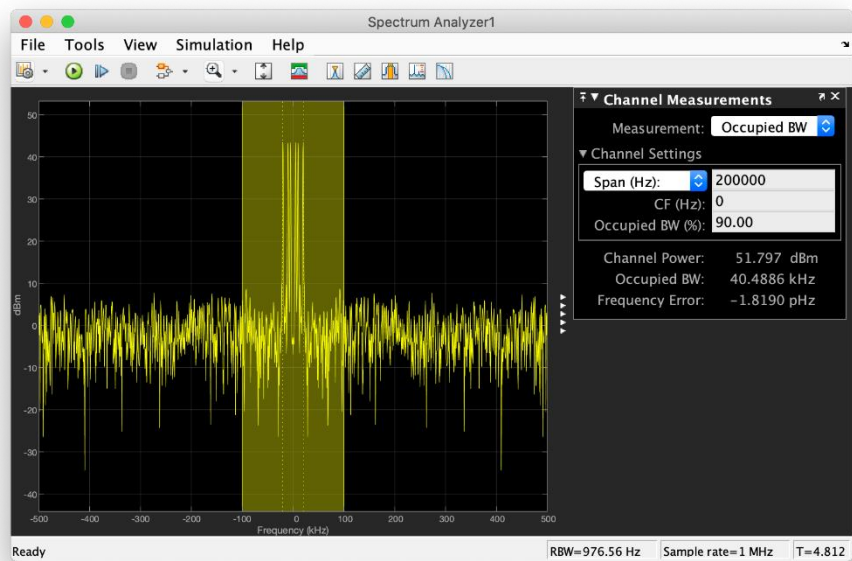 Spectrum Analyzer1
File Tools View Simulation Help
Channel Measurements
Measurement: Occupied BW
Channel Settings
Span (Hz): 200000
CF (Hz): 0
Occupied BW (%): 90.00
Channel Power: 51.797 dBm
Occupied BW: 40.4886 kHz
Frequency Error: -1.8190 pHz
50
40
30
20
10
0
-10
-20
-30
-40
dBm
-500 -400 -300 -200 -100 0 100 200 300 400 500
Frequency (kHz)
Ready RBW=976.56 Hz Sample rate=1 MHz T=4.812